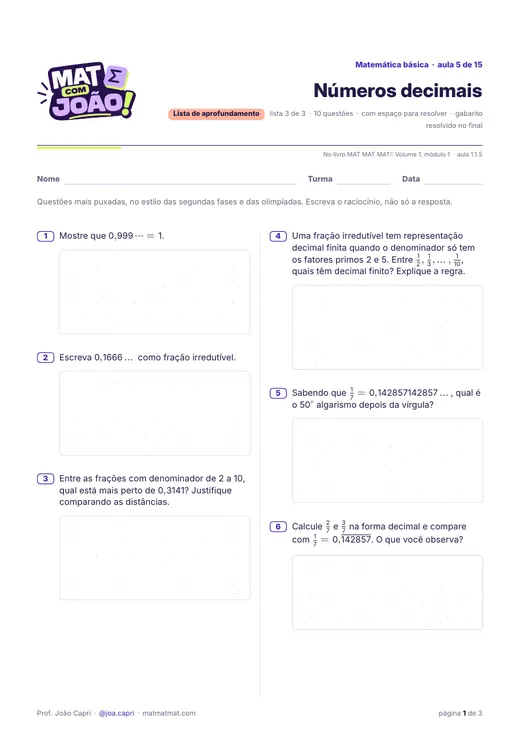 MAT
COM
JOÃO!
Matemática básica · aula 5 de 15
Números decimais
Lista de aprofundamento lista 3 de 3 · 10 questões · com espaço para resolver · gabarito
resolvido no final
No livro MAT MAT MAT!: Volume 1, módulo 1 · aula 1.1.5
Nome Turma Data
Questões mais puxadas, no estilo das segundas fases e das olimpíadas. Escreva o raciocínio, não só a resposta.
1 Mostre que 0,999⋯ = 1.
2 Escreva 0,1666… como fração irredutível.
3 Entre as frações com denominador de 2 a 10,
qual está mais perto de 0,3141? Justifique
comparando as distâncias.
4 Uma fração irredutível tem representação
decimal finita quando o denominador só tem
os fatores primos 2 e 5. Entre 1/2, 1/3, …, 1/10,
quais têm decimal finito? Explique a regra.
5 Sabendo que 1/7 = 0,142857142857…, qual é
o 50° algarismo depois da vírgula?
6 Calcule 2/7 e 3/7 na forma decimal e compare
com 1/7 = 0,1̅4̅2̅8̅5̅7̅. O que você observa?
Prof. João Capri · @joa.capri · matmatmat.com
página 1 de 3